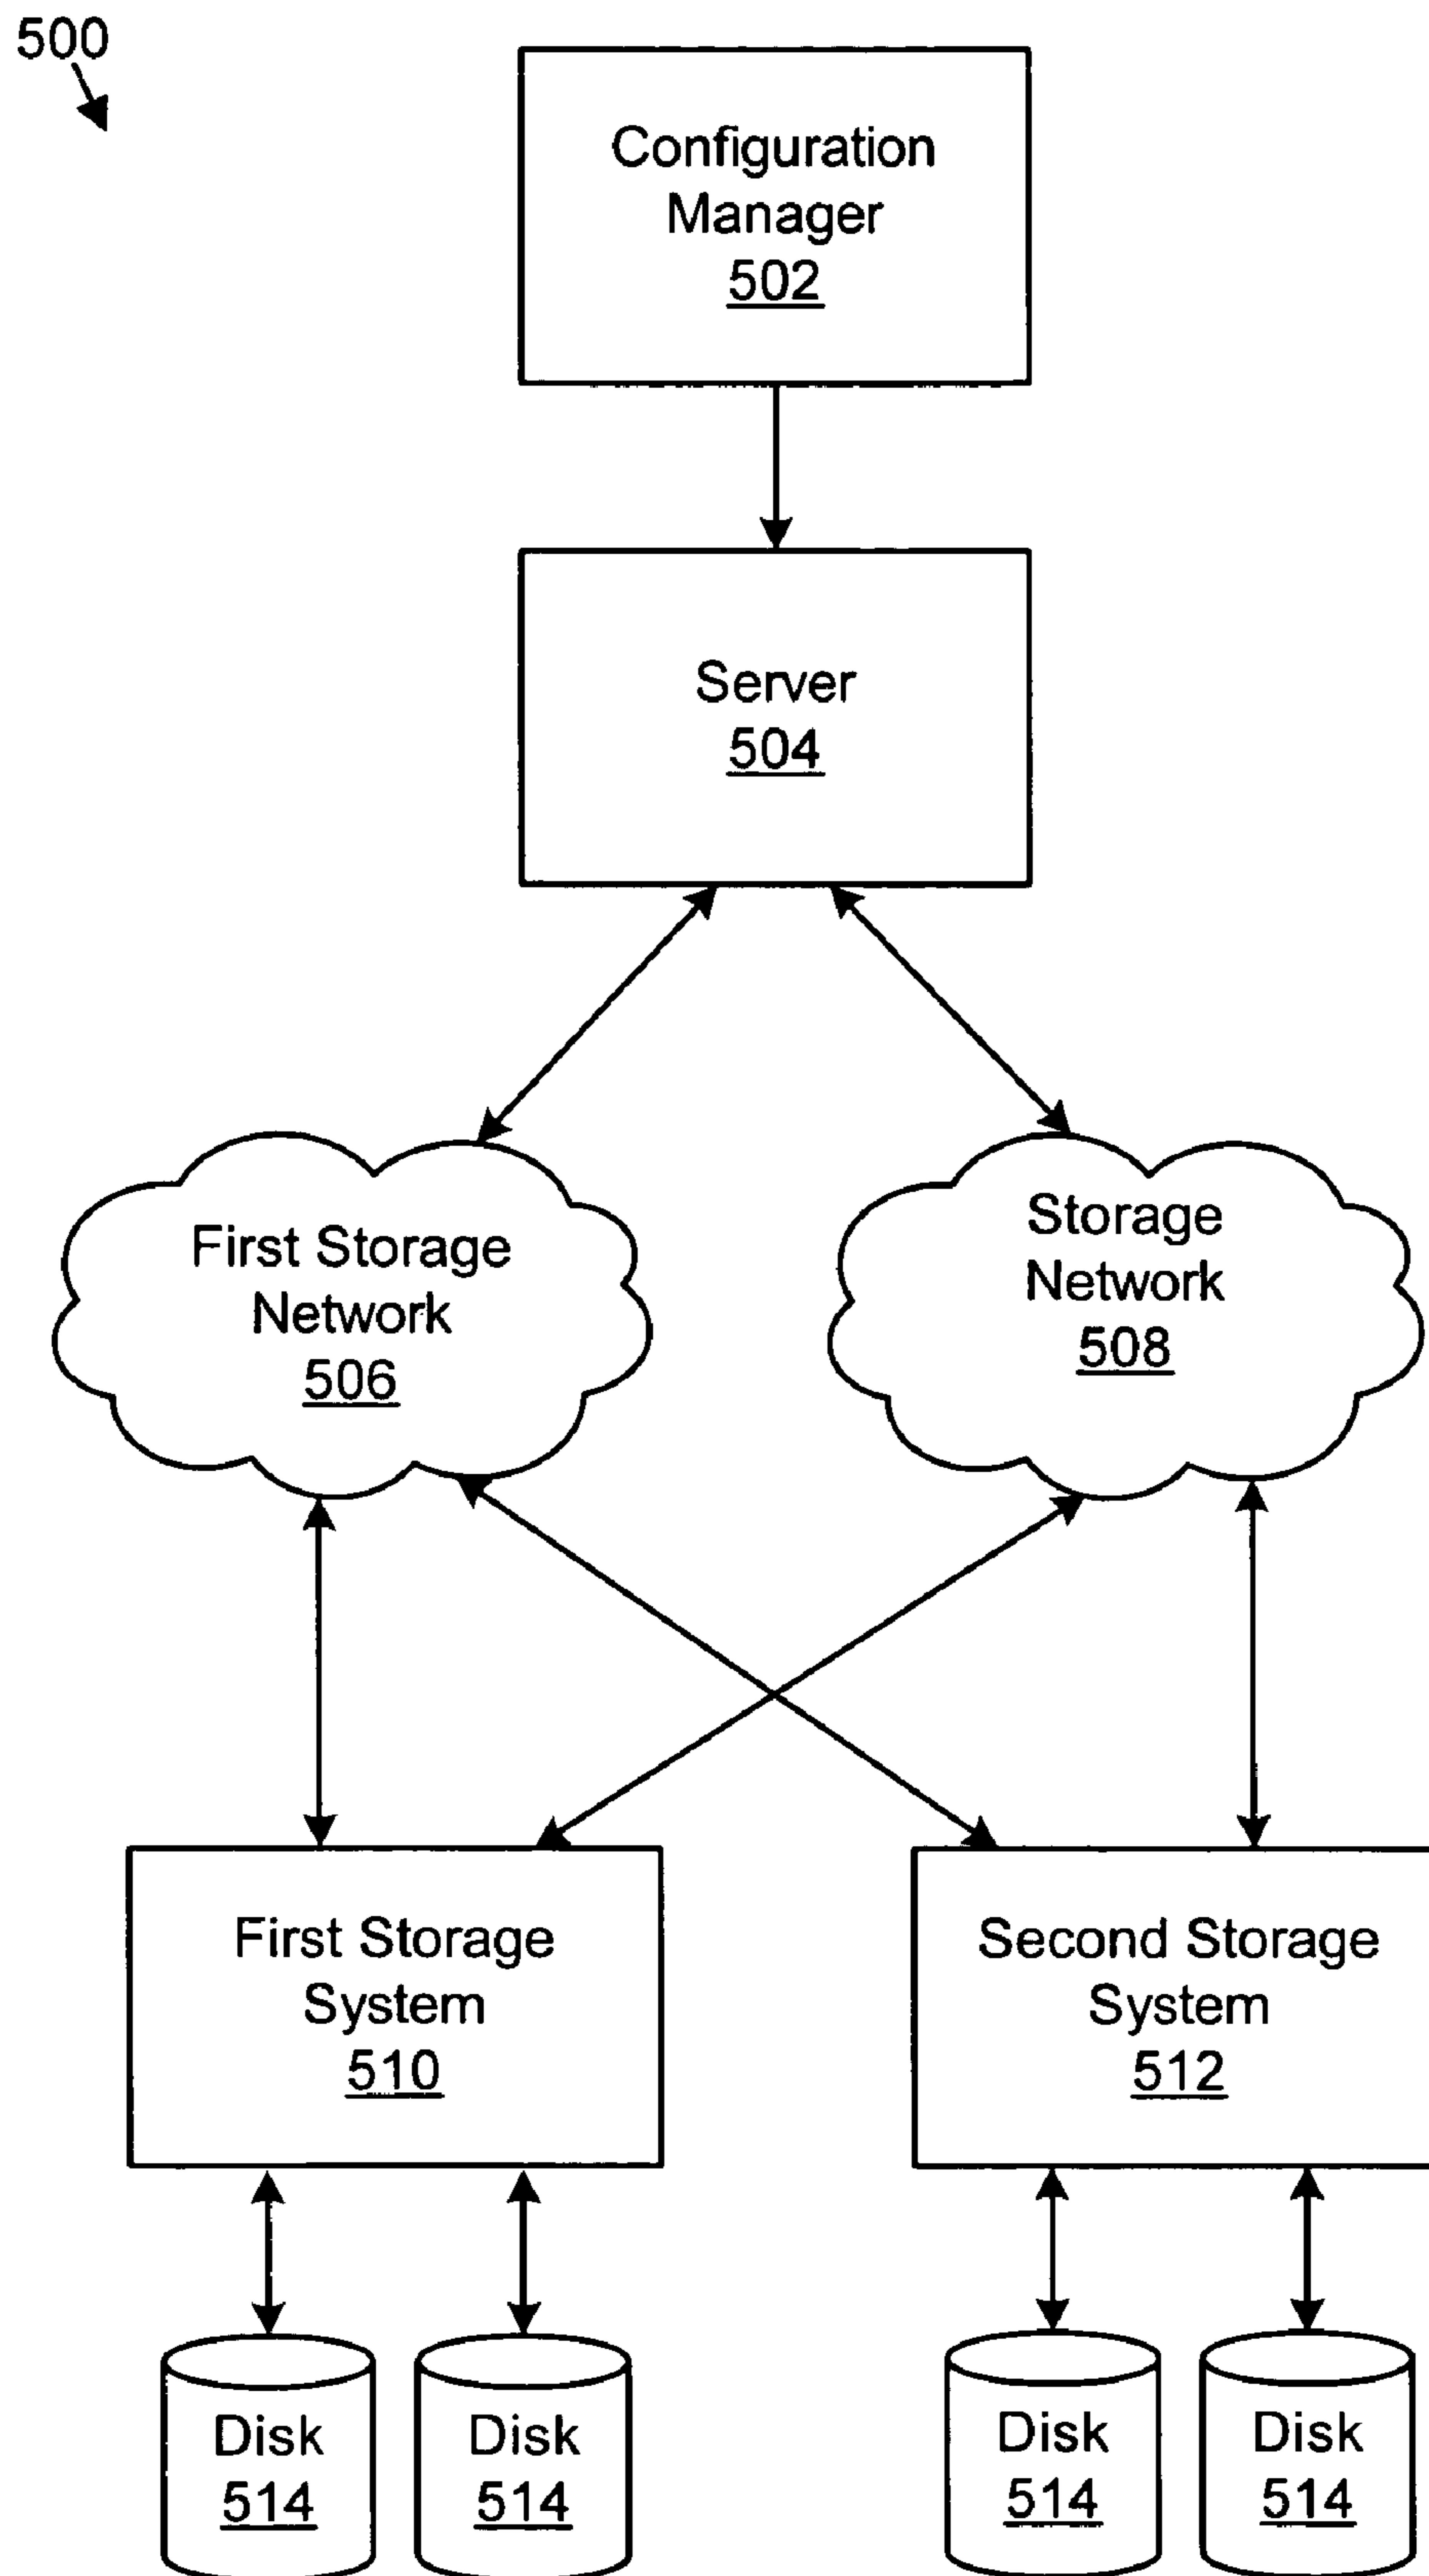 500
Configuration
Manager
502
Server
504
First Storage
Network
506
Storage
Network
508
First Storage
System
510
Second Storage
System
512
Disk
514
Disk
514
Disk
514
Disk
514